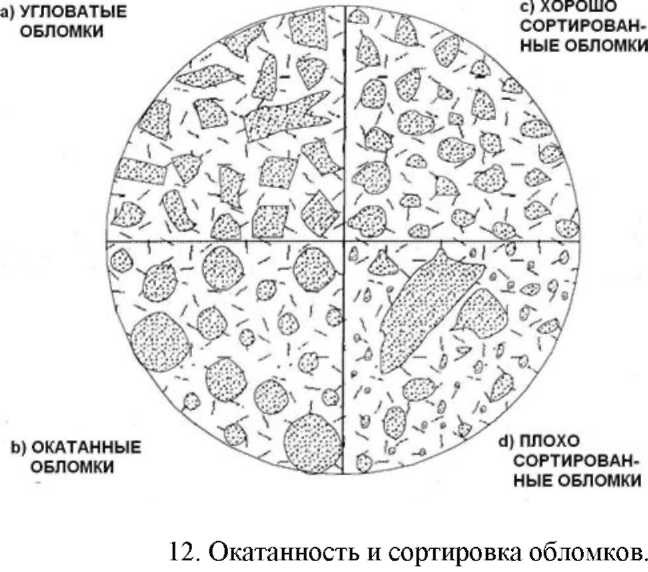 a) УГЛОВАТЫЕ
ОБЛОМКИ
c) ХОРОШО
СОРТИРОВАН-
НЫЕ ОБЛОМКИ
b) ОКАТАННЫЕ
ОБЛОМКИ
d) ПЛОХО
СОРТИРОВАН-
НЫЕ ОБЛОМКИ
12. Окатанность и сортировка обломков.